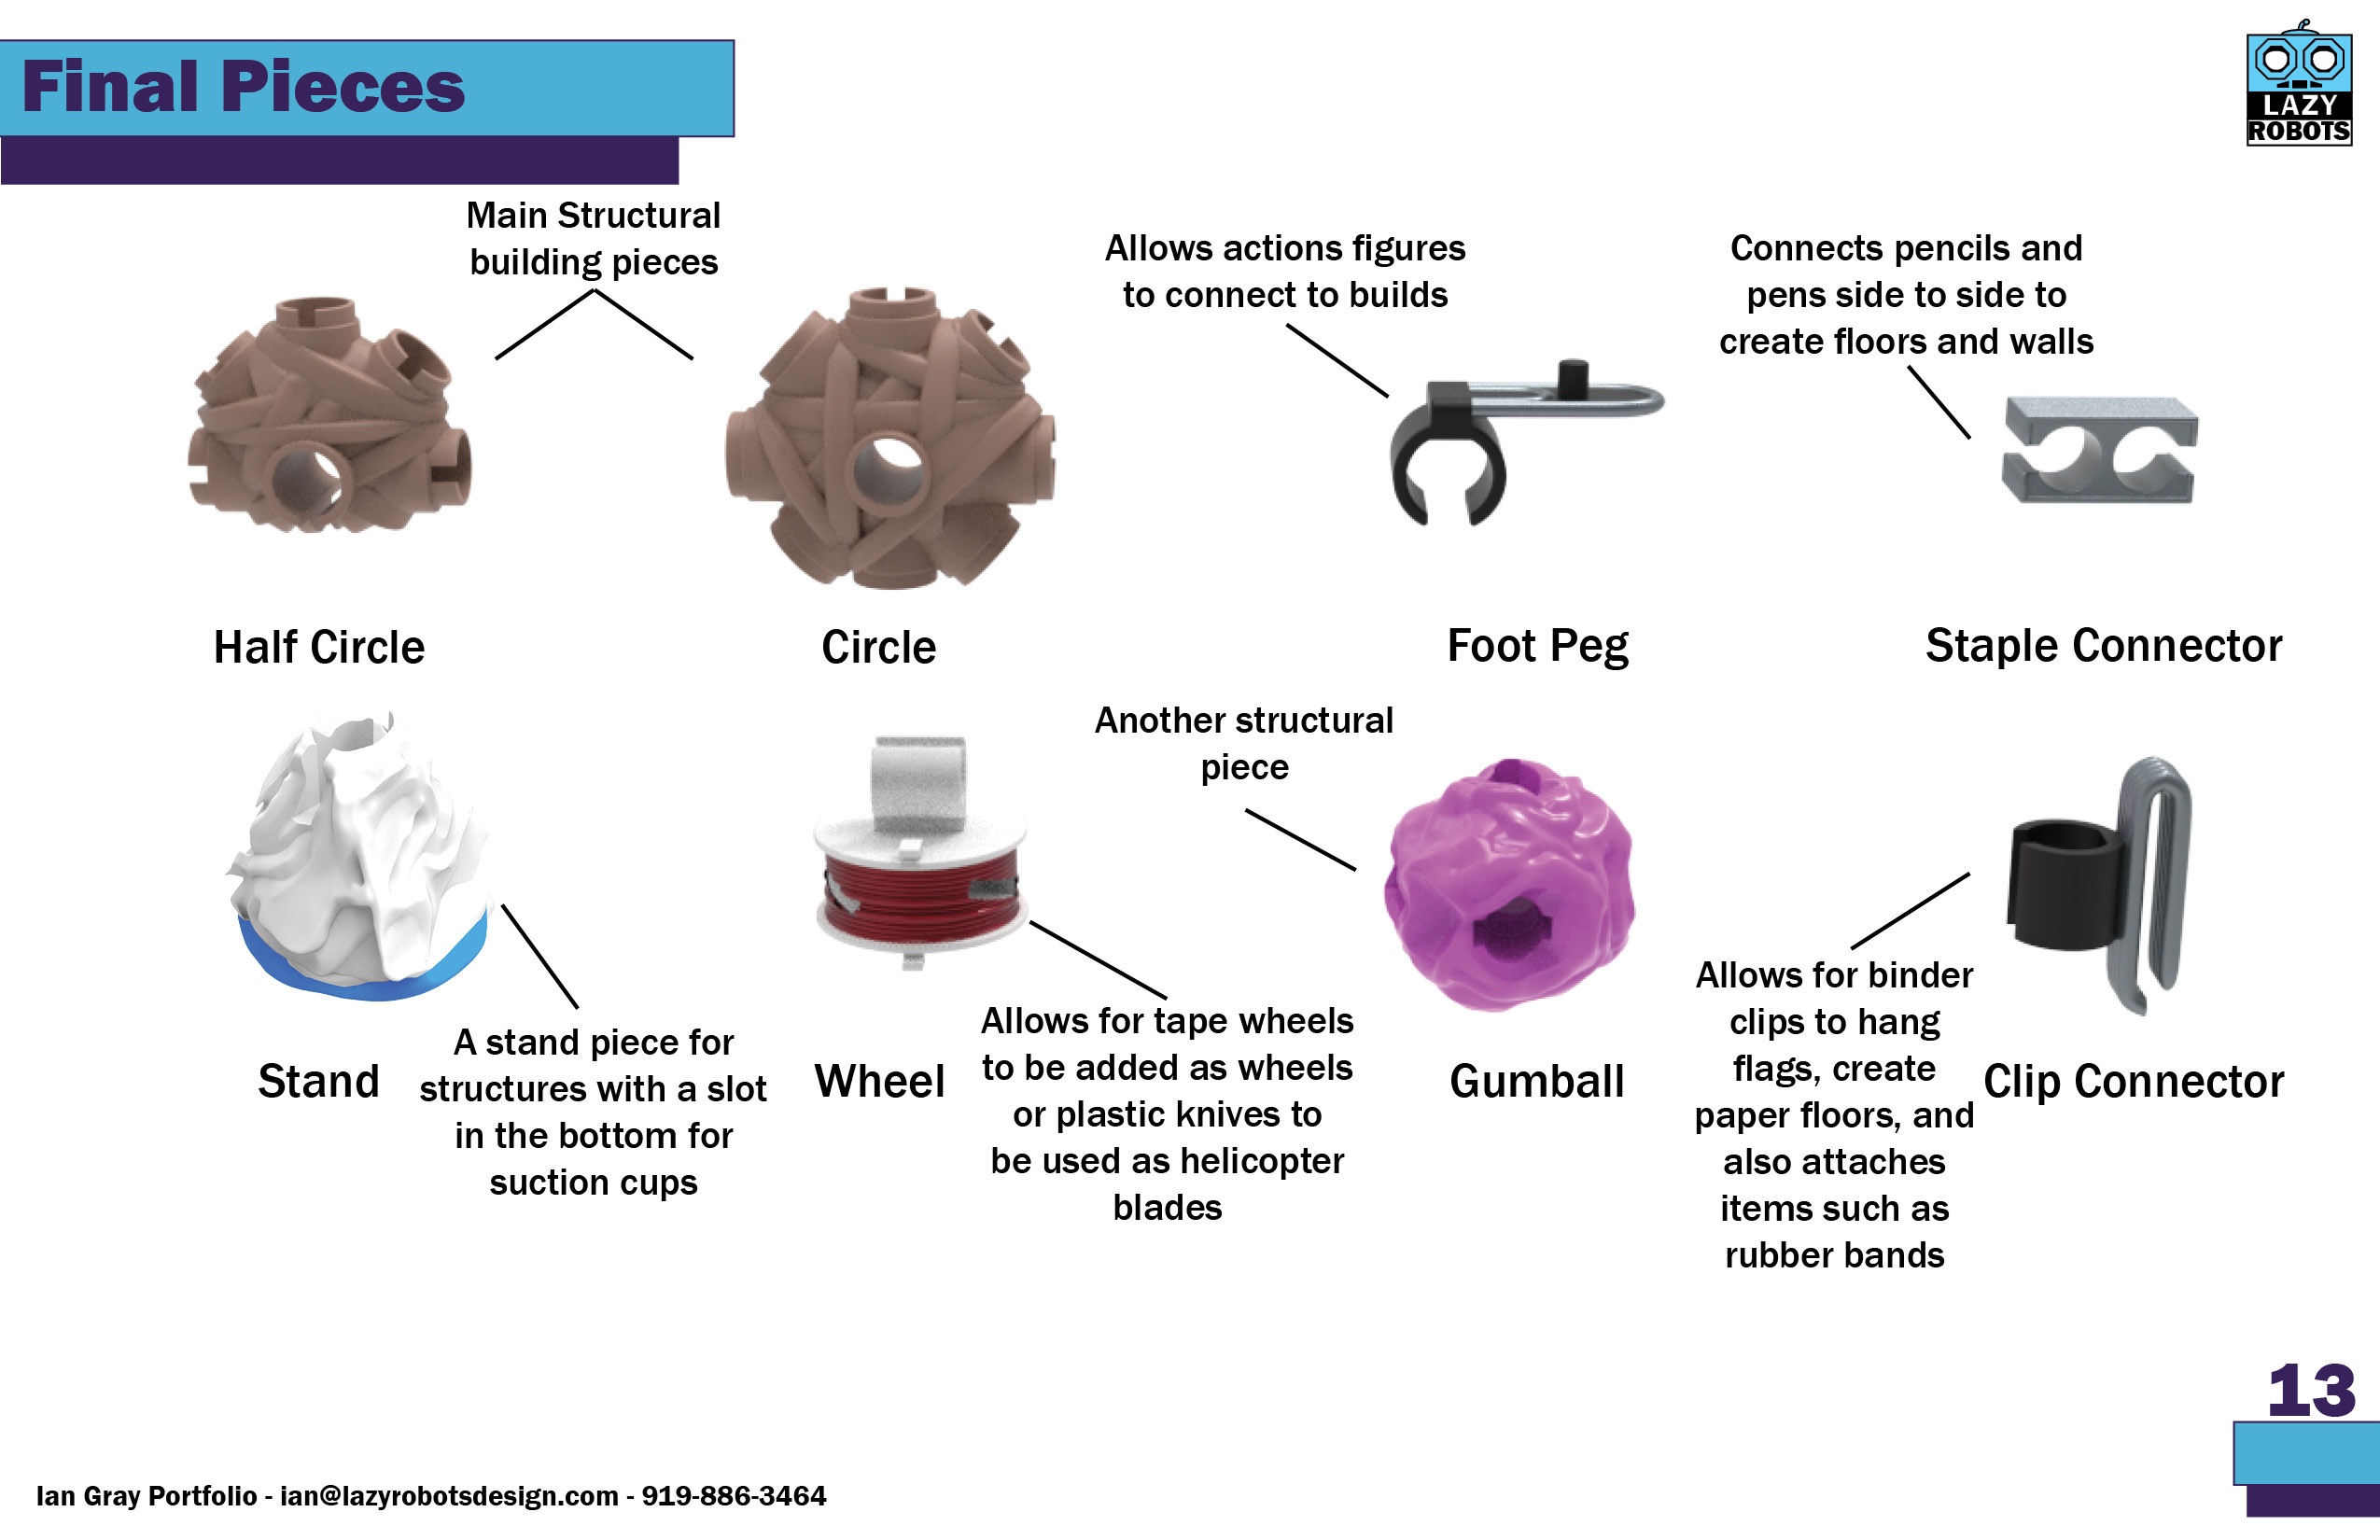 Final Pieces
LAZY
ROBOTS
Main Structural
building pieces
Allows actions figures
to connect to builds
Connects pencils and
pens side to side to
create floors and walls
Half Circle
Circle
Foot Peg
Staple Connector
Another structural
piece
Stand
A stand piece for
structures with a slot
in the bottom for
suction cups
Wheel
Allows for tape wheels
to be added as wheels
or plastic knives to
be used as helicopter
blades
Gumball
Allows for binder
clips to hang
flags, create
paper floors, and
also attaches
items such as
rubber bands
Clip Connector
13
Ian Gray Portfolio - ian@lazyrobotsdesign.com - 919-886-3464